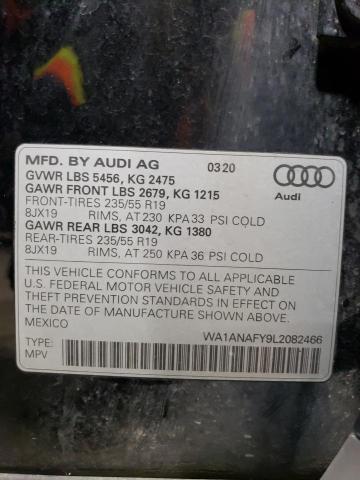 MFD. BY AUDI AG 0320
GVWR LBS 5456, KG 2475
GAWR FRONT LBS 2679, KG 1215
FRONT-TIRES 235/55 R19
8JX19 RIMS, AT 230 KPA 33 PSI COLD
GAWR REAR LBS 3042, KG 1380
REAR-TIRES 235/55 R19
8JX19 RIMS, AT 250 KPA 36 PSI COLD
Audi
THIS VEHICLE CONFORMS TO ALL APPLICABLE
U.S. FEDERAL MOTOR VEHICLE SAFETY AND
THEFT PREVENTION STANDARDS IN EFFECT ON
THE DATE OF MANUFACTURE SHOWN ABOVE.
MEXICO
WA1ANAFY9L2082466
TYPE:
MPV